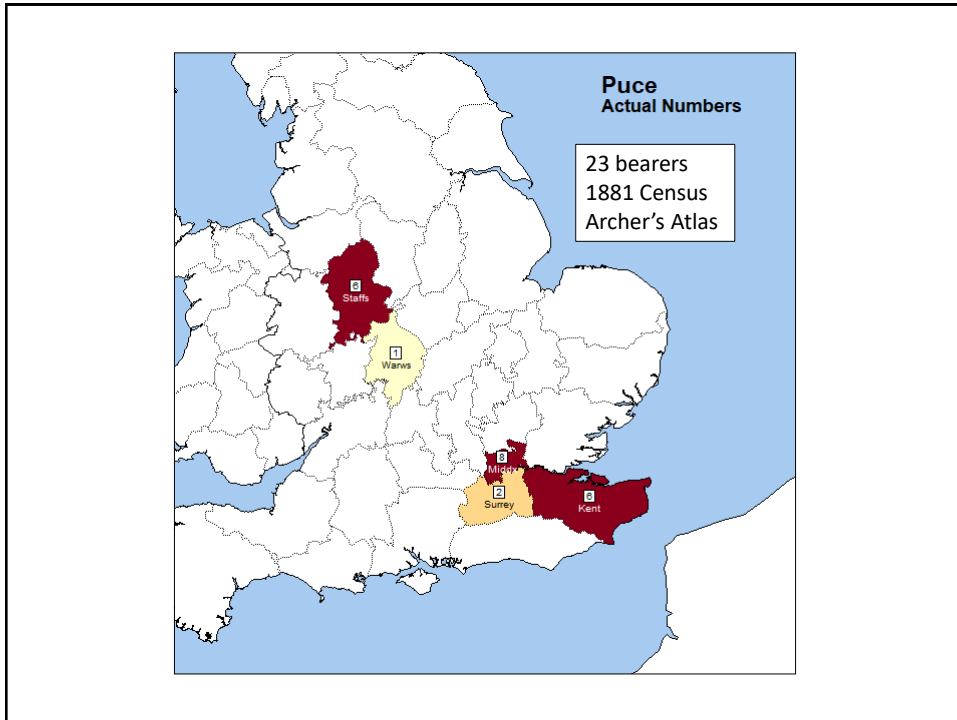 Puce
Actual Numbers
23 bearers
1881 Census
Archer’s Atlas
6
Staffs
1
Warws
8
Middx
2
Surrey
6
Kent